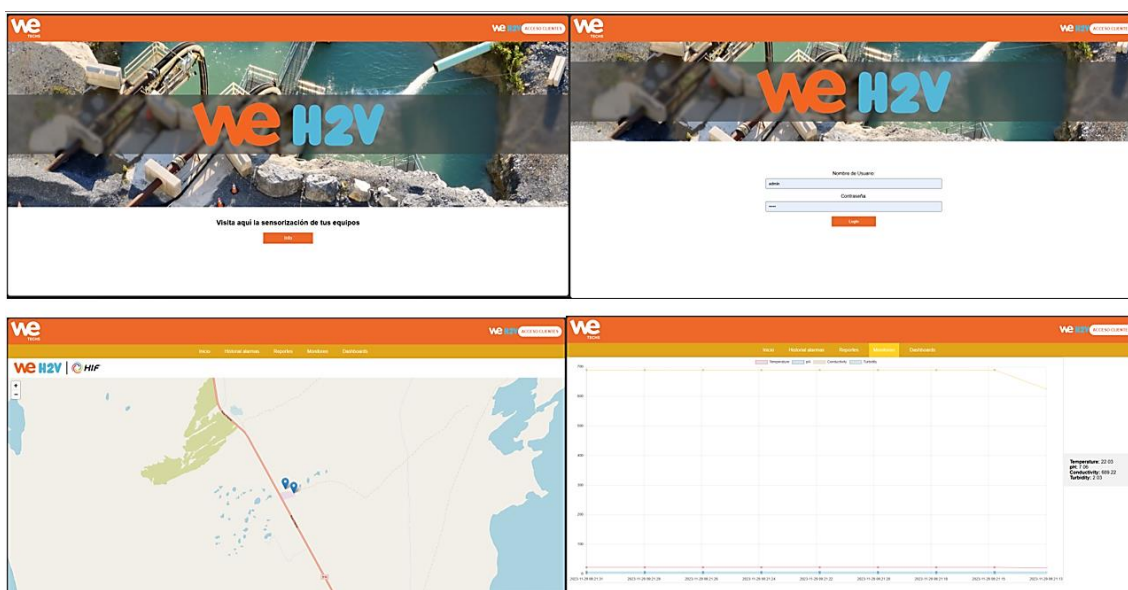 we
TECHS
we H2V ACCESO CLIENTES
we H2V
Visita aquí la sensorización de tus equipos
Info
we
TECHS
we H2V ACCESO CLIENTES
we H2V
Nombre de Usuario:
admin
Contraseña
•••••
Login
we
TECHS
we H2V ACCESO CLIENTES
Inicio Historial alarmas Reportes Monitoreo Dashboards
we H2V | HIF
+
−
we
TECHS
we H2V ACCESO CLIENTES
Inicio Historial alarmas Reportes Monitoreo Dashboards
Temperature pH Conductivity Turbidity
700
600
500
400
300
200
100
0
Temperature: 22.03
pH: 7.06
Conductivity: 689.22
Turbidity: 2.03